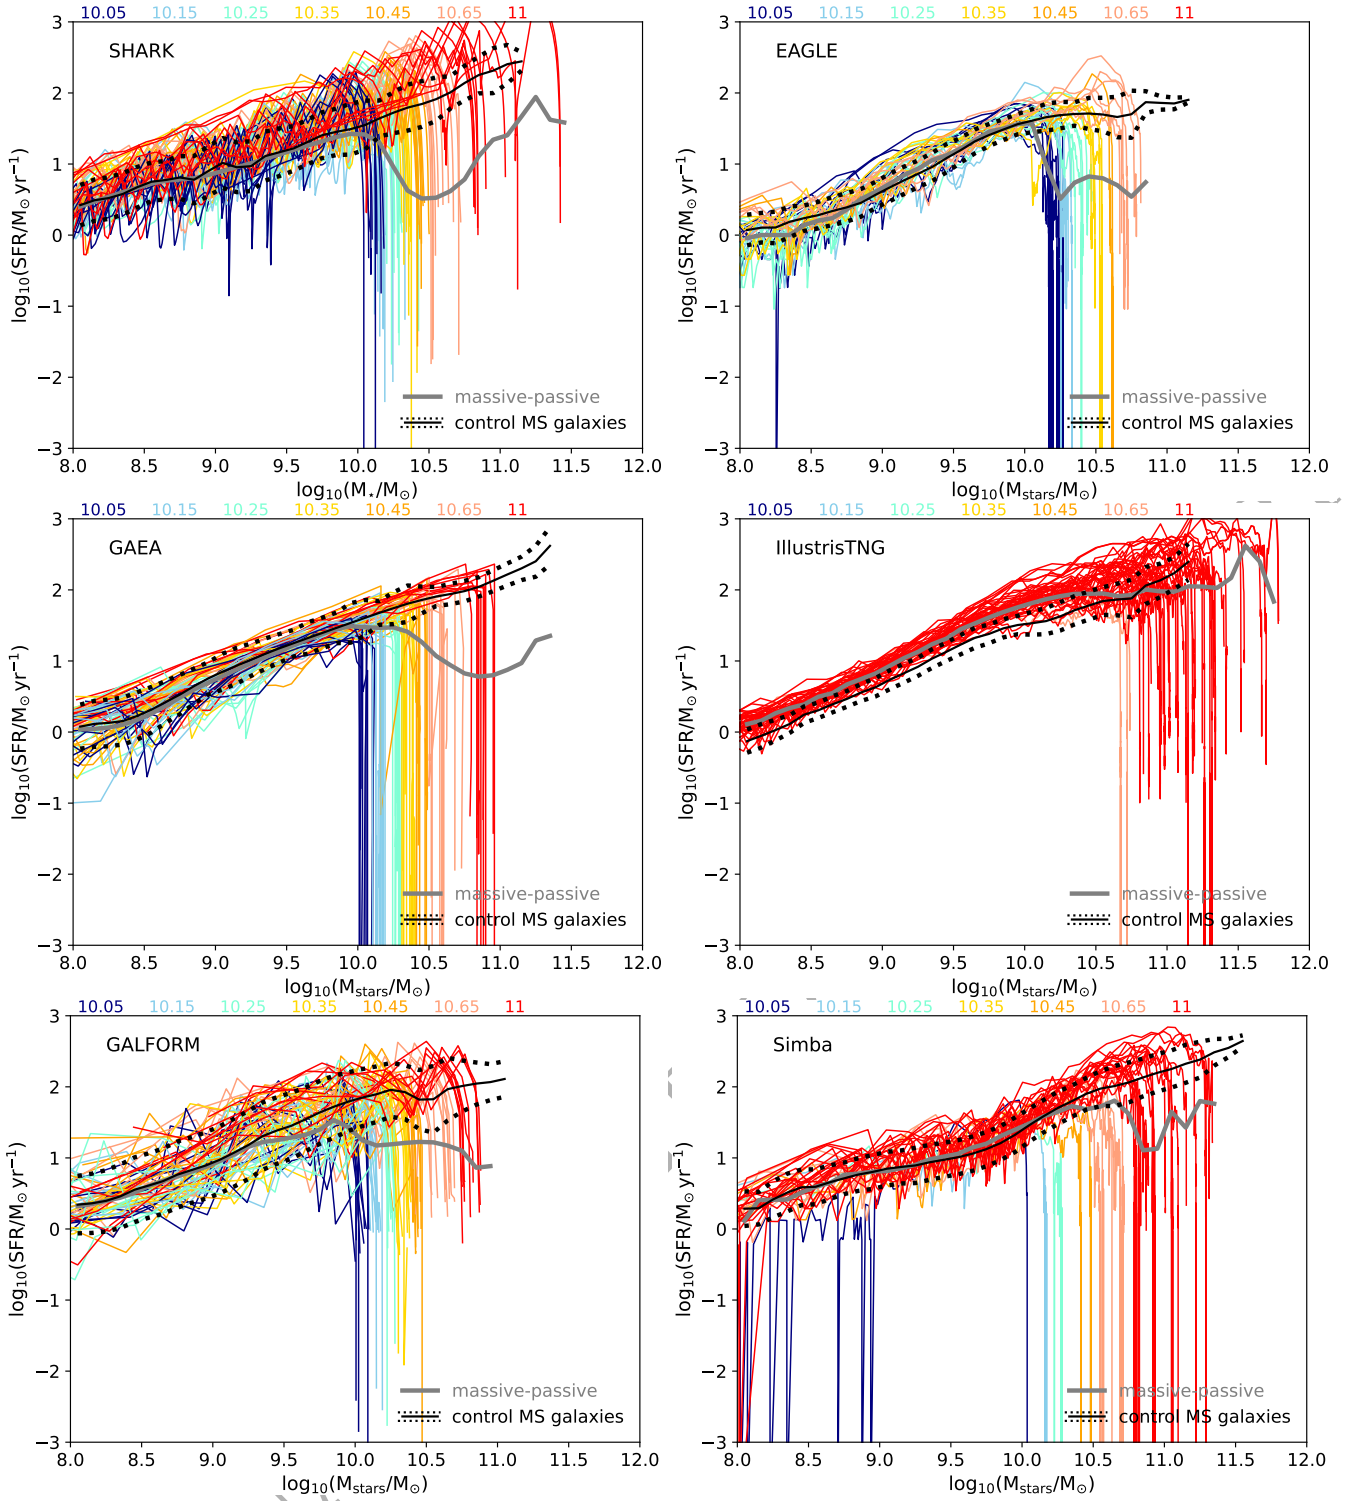 10.05 10.15 10.25 10.35 10.45 10.65 11
SHARK
3
2
1
0
−1
−2
−3
log₁₀(SFR/M⊙ yr⁻¹)
massive-passive
control MS galaxies
8.0 8.5 9.0 9.5 10.0 10.5 11.0 11.5 12.0
log₁₀(M⋆/M⊙)
10.05 10.15 10.25 10.35 10.45 10.65 11
EAGLE
3
2
1
0
−1
−2
−3
log₁₀(SFR/M⊙ yr⁻¹)
massive-passive
control MS galaxies
8.0 8.5 9.0 9.5 10.0 10.5 11.0 11.5 12.0
log₁₀(Mstars/M⊙)
10.05 10.15 10.25 10.35 10.45 10.65 11
GAEA
3
2
1
0
−1
−2
−3
log₁₀(SFR/M⊙ yr⁻¹)
massive-passive
control MS galaxies
8.0 8.5 9.0 9.5 10.0 10.5 11.0 11.5 12.0
log₁₀(Mstars/M⊙)
10.05 10.15 10.25 10.35 10.45 10.65 11
IllustrisTNG
3
2
1
0
−1
−2
−3
log₁₀(SFR/M⊙ yr⁻¹)
massive-passive
control MS galaxies
8.0 8.5 9.0 9.5 10.0 10.5 11.0 11.5 12.0
log₁₀(Mstars/M⊙)
10.05 10.15 10.25 10.35 10.45 10.65 11
GALFORM
3
2
1
0
−1
−2
−3
log₁₀(SFR/M⊙ yr⁻¹)
massive-passive
control MS galaxies
8.0 8.5 9.0 9.5 10.0 10.5 11.0 11.5 12.0
log₁₀(Mstars/M⊙)
10.05 10.15 10.25 10.35 10.45 10.65 11
Simba
3
2
1
0
−1
−2
−3
log₁₀(SFR/M⊙ yr⁻¹)
massive-passive
control MS galaxies
8.0 8.5 9.0 9.5 10.0 10.5 11.0 11.5 12.0
log₁₀(Mstars/M⊙)